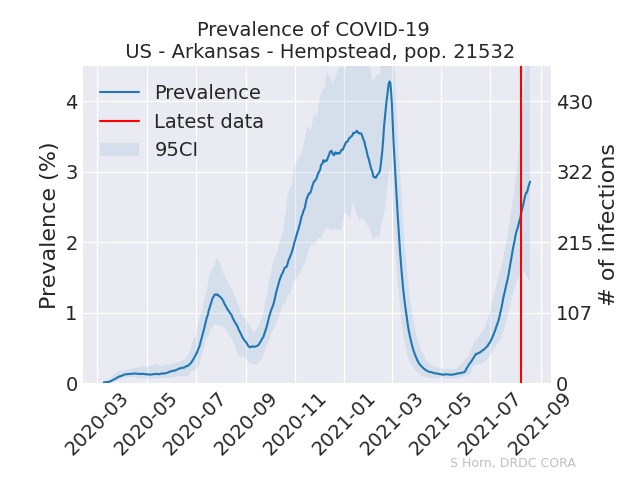 Prevalence of COVID-19
US - Arkansas - Hempstead, pop. 21532
Prevalence
Latest data
95CI
Prevalence (%)
4
3
2
1
0
430
322
215
107
0
# of infections
2020-03
2020-05
2020-07
2020-09
2020-11
2021-01
2021-03
2021-05
2021-07
2021-09
S Horn, DRDC CORA